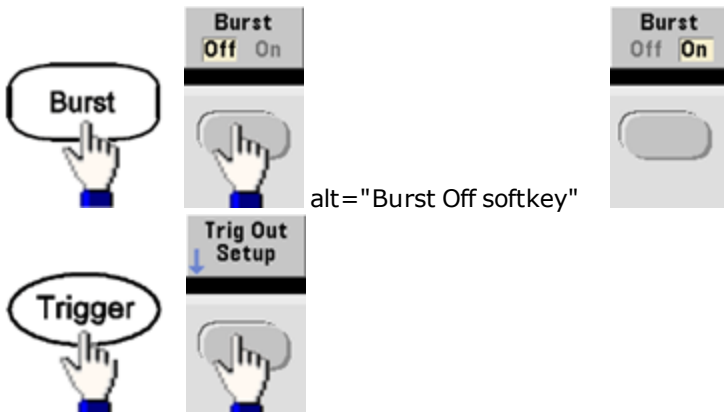 Burst
Off On
Burst
Off On
Burst
alt="Burst Off softkey"
Trig Out
Setup
Trigger